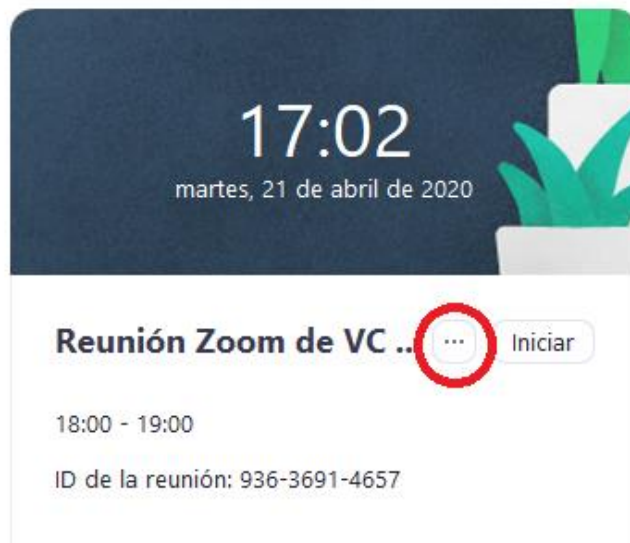 17:02
martes, 21 de abril de 2020
Reunión Zoom de VC ... ... Iniciar
18:00 - 19:00
ID de la reunión: 936-3691-4657